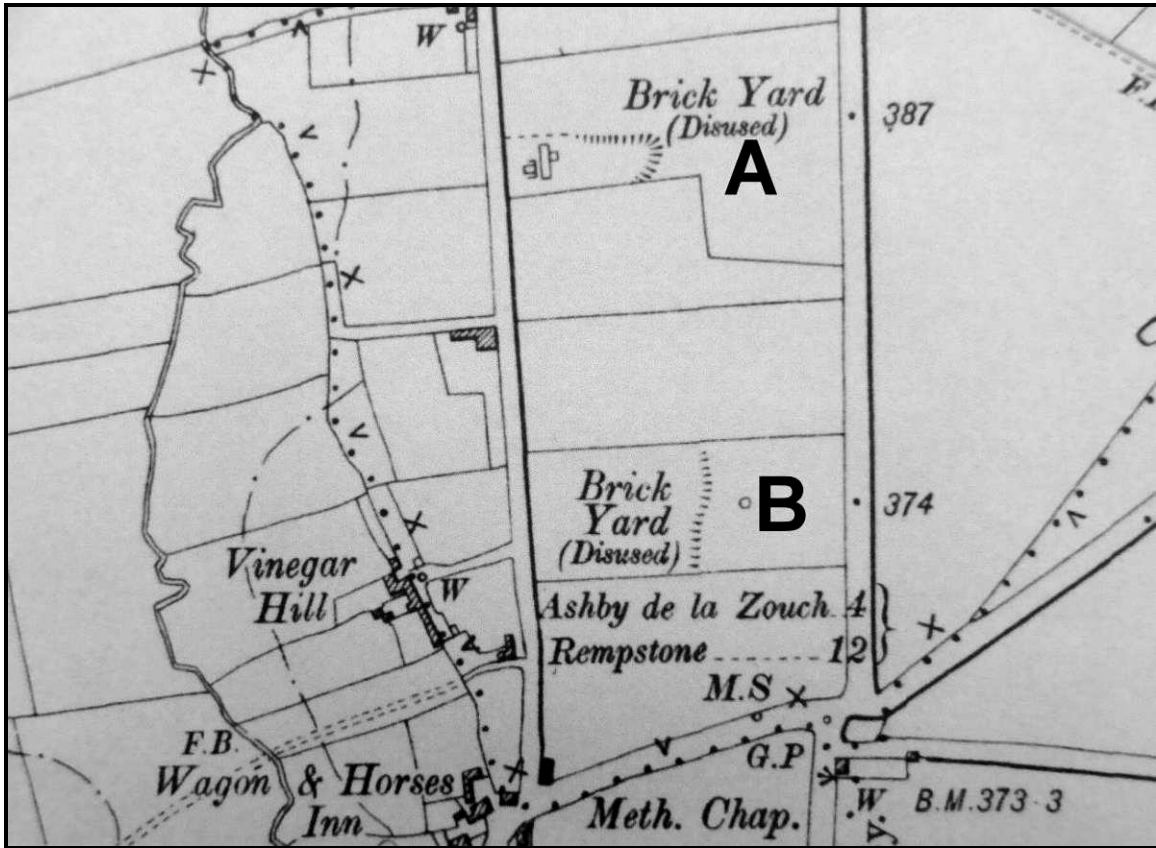 W
Brick Yard
(Disused)
A
387
Brick
Yard
(Disused)
B
374
Vinegar
Hill
W
Ashby de la Zouch 4
Rempstone 12
M.S
F.B.
G.P
Wagon & Horses
Inn
Meth. Chap.
W
B.M. 373·3